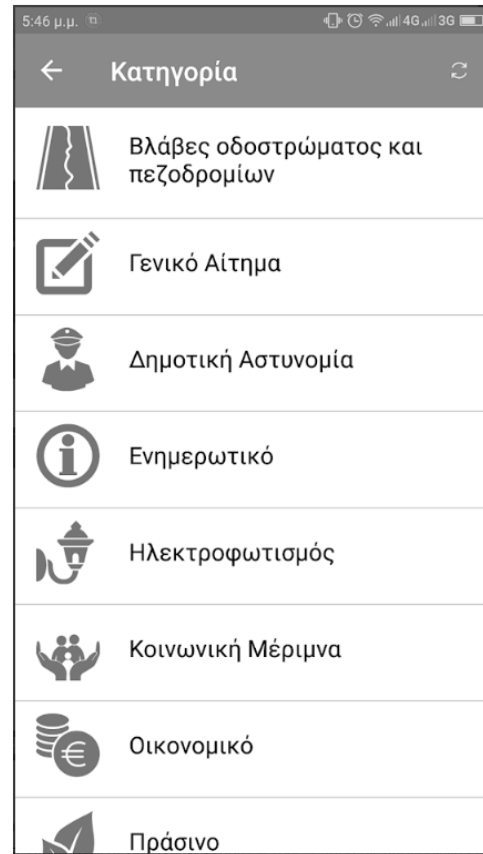 5:46 μ.μ. 4G 3G
Κατηγορία
Βλάβες οδοστρώματος και
πεζοδρομίων
Γενικό Αίτημα
Δημοτική Αστυνομία
Ενημερωτικό
Ηλεκτροφωτισμός
Κοινωνική Μέριμνα
Οικονομικό
Πράσινο